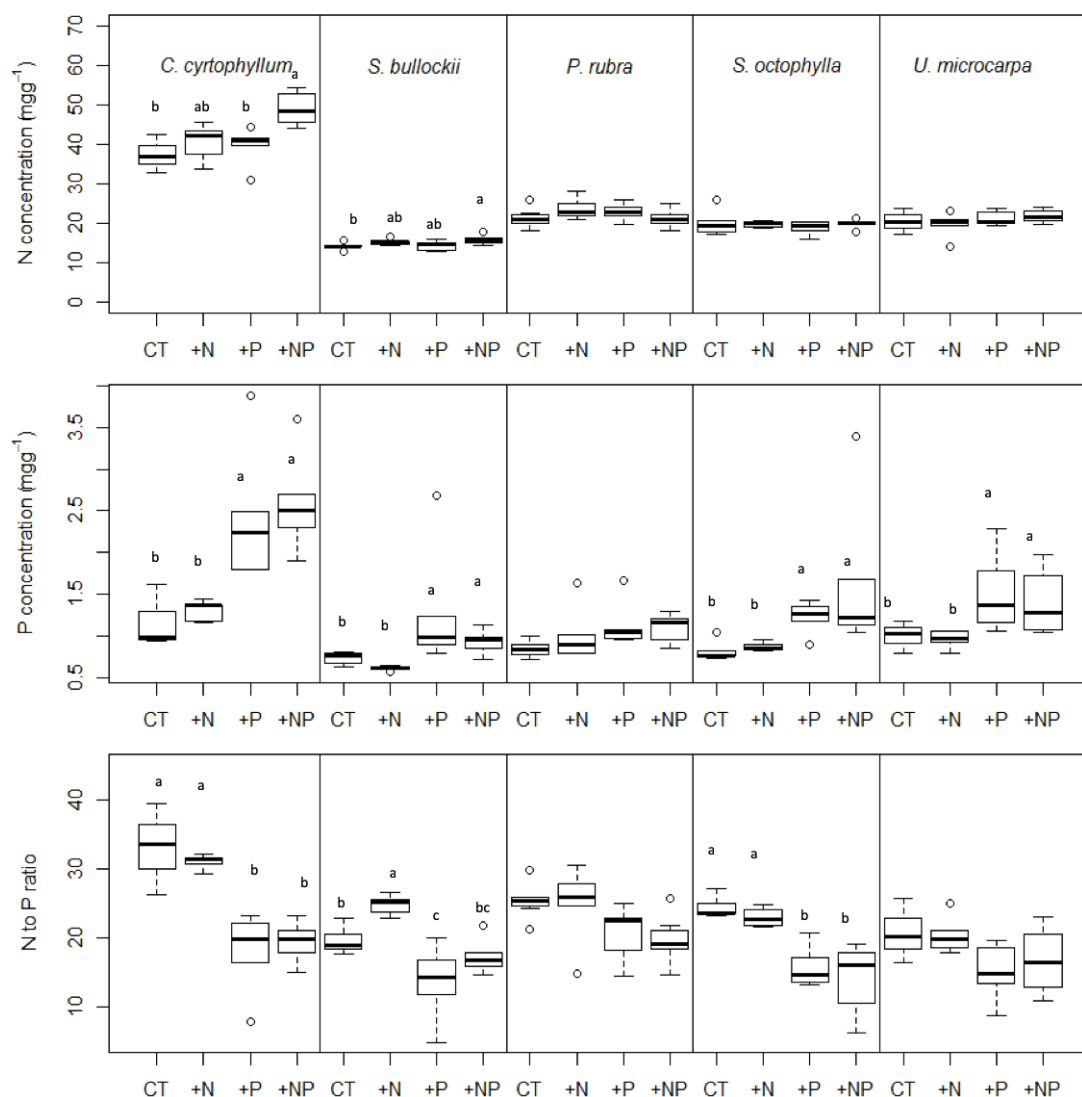 N concentration (mgg⁻¹)
70
60
50
40
30
20
10
0
C. cyrtophyllum
S. bullockii
P. rubra
S. octophylla
U. microcarpa
b ab b a
b ab ab a
CT +N +P +NP CT +N +P +NP CT +N +P +NP CT +N +P +NP CT +N +P +NP
P concentration (mgg⁻¹)
3.5
2.5
1.5
0.5
b b a a
b b a a
b b a a
b b a a
CT +N +P +NP CT +N +P +NP CT +N +P +NP CT +N +P +NP CT +N +P +NP
N to P ratio
40
30
20
10
a a b b
b a c bc
a a b b
CT +N +P +NP CT +N +P +NP CT +N +P +NP CT +N +P +NP CT +N +P +NP